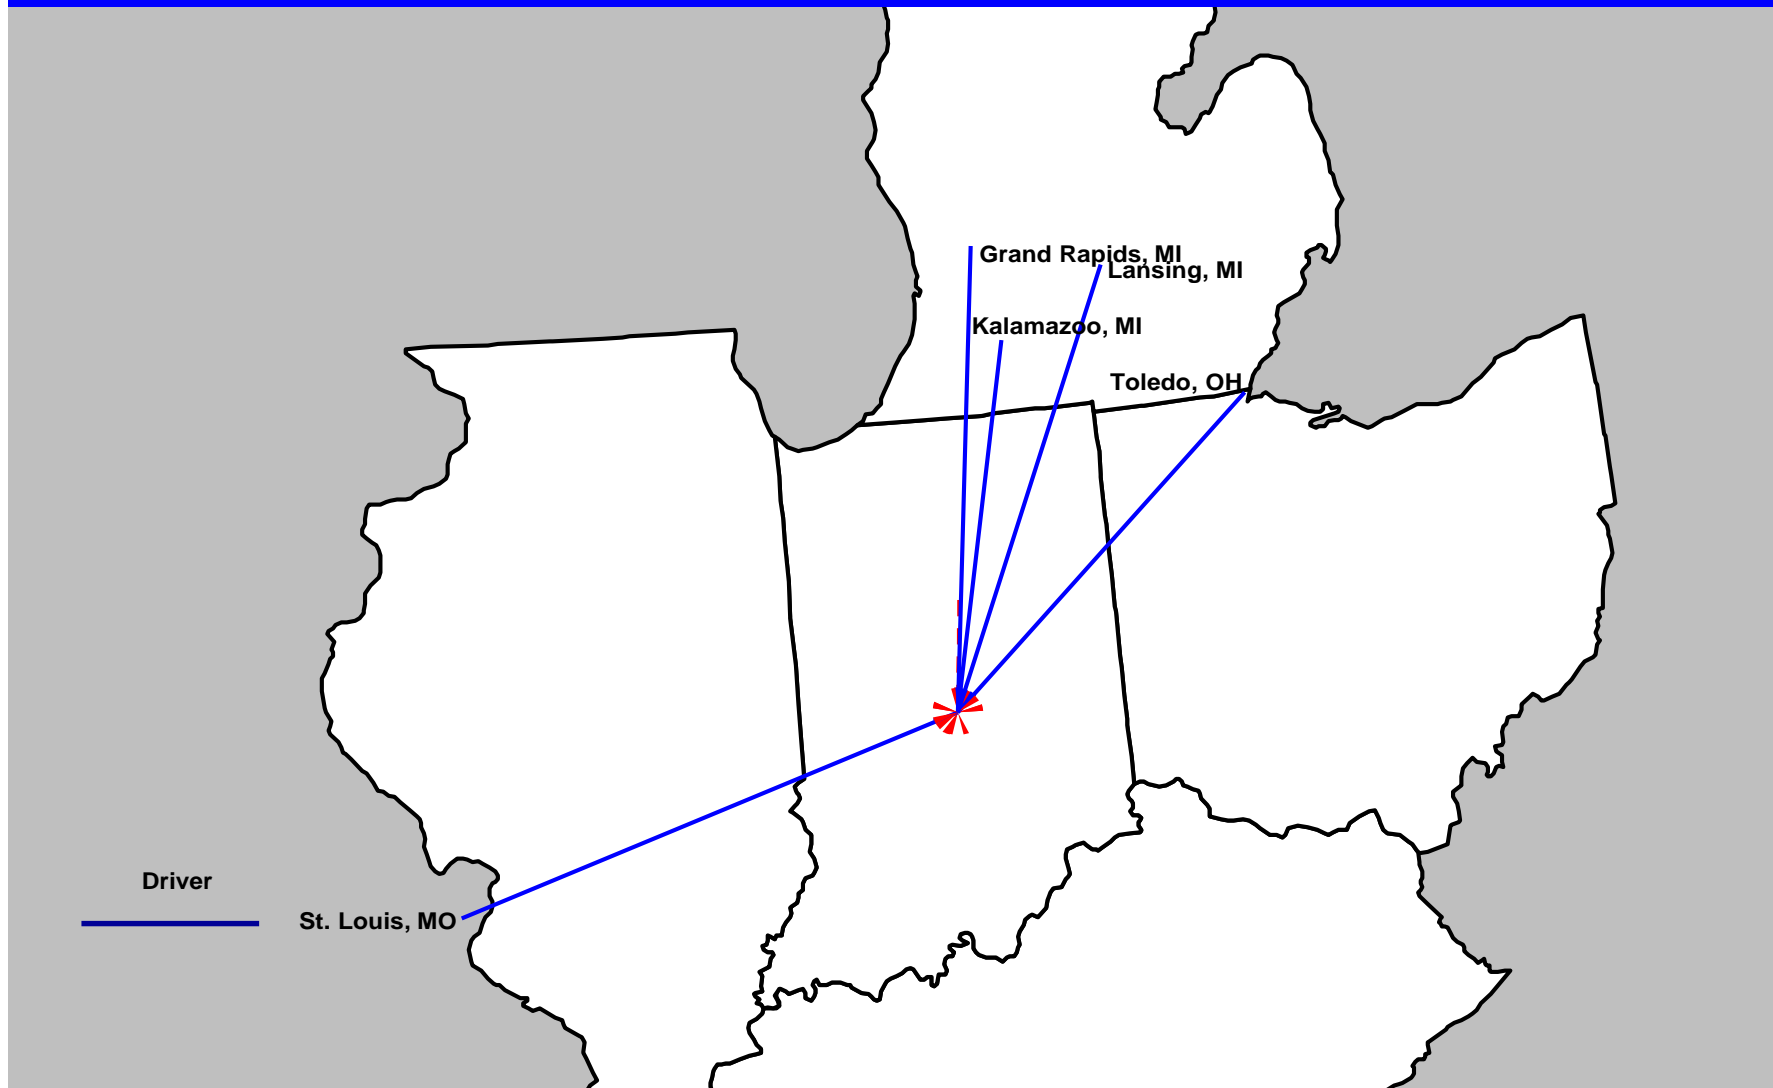 Grand Rapids, MI
Lansing, MI
Kalamazoo, MI
Toledo, OH
Driver
St. Louis, MO